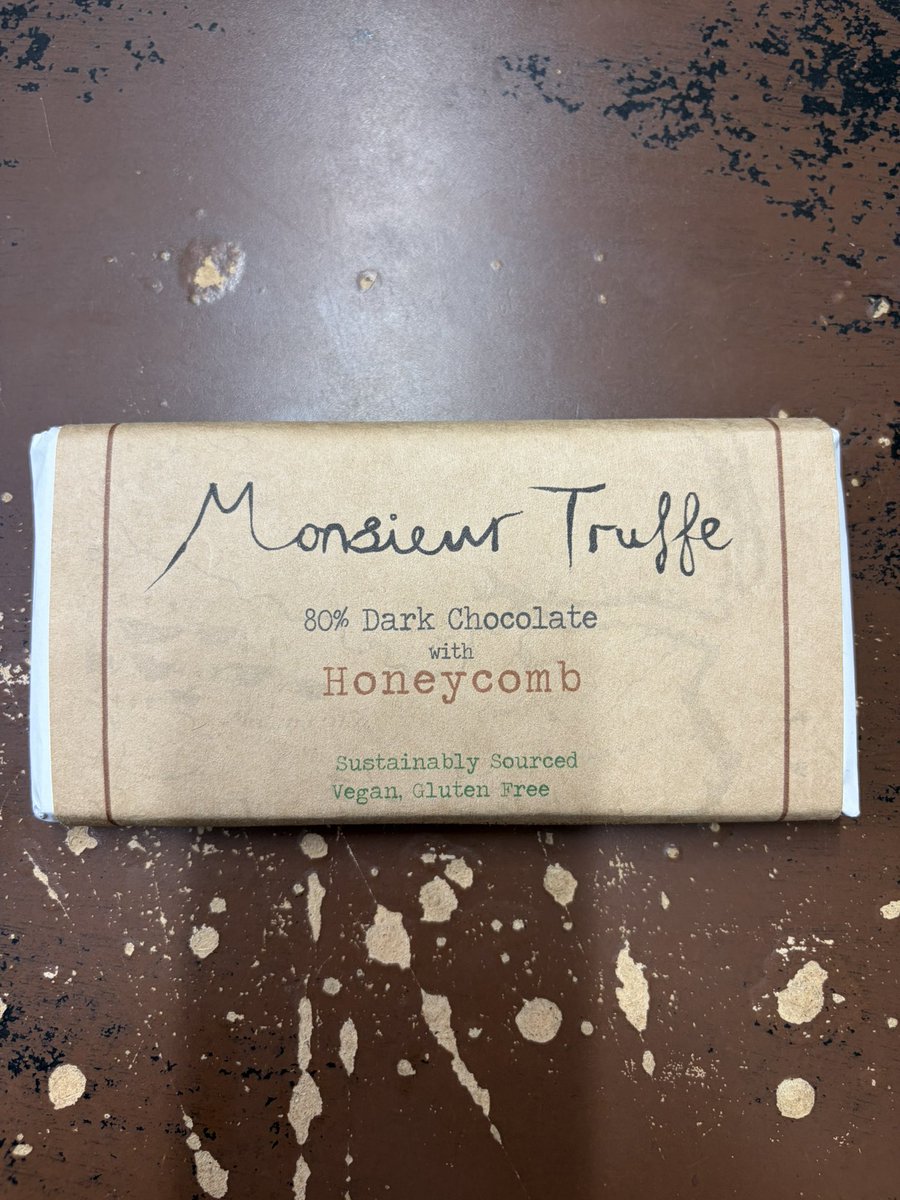 Monsieur Truffe
80% Dark Chocolate
with
Honeycomb
Sustainably Sourced
Vegan, Gluten Free